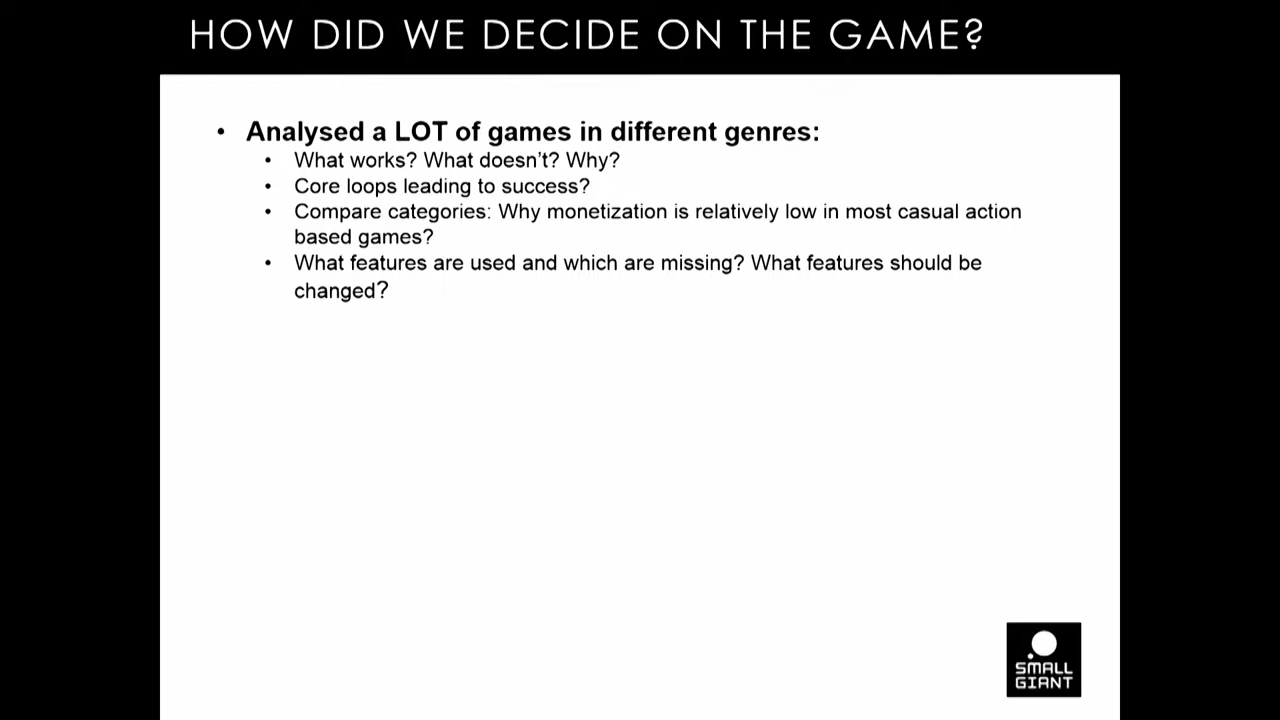 HOW DID WE DECIDE ON THE GAME?
• Analysed a LOT of games in different genres:
• What works? What doesn't? Why?
• Core loops leading to success?
• Compare categories: Why monetization is relatively low in most casual action
based games?
• What features are used and which are missing? What features should be
changed?
SMALL
GIANT